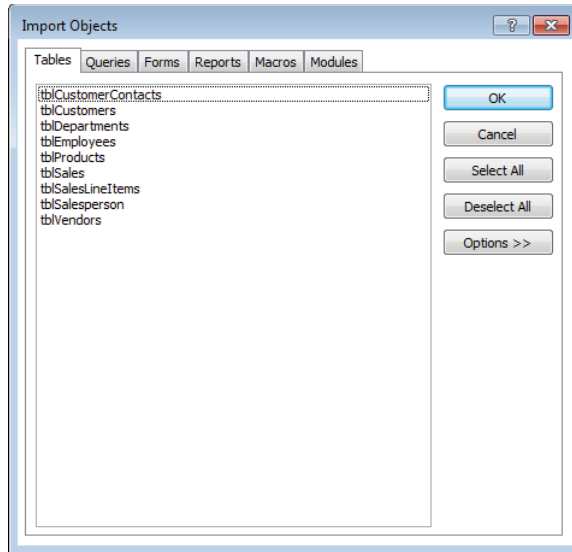 Import Objects
Tables Queries Forms Reports Macros Modules
tblCustomerContacts
tblCustomers
tblDepartments
tblEmployees
tblProducts
tblSales
tblSalesLineItems
tblSalesperson
tblVendors
OK
Cancel
Select All
Deselect All
Options >>